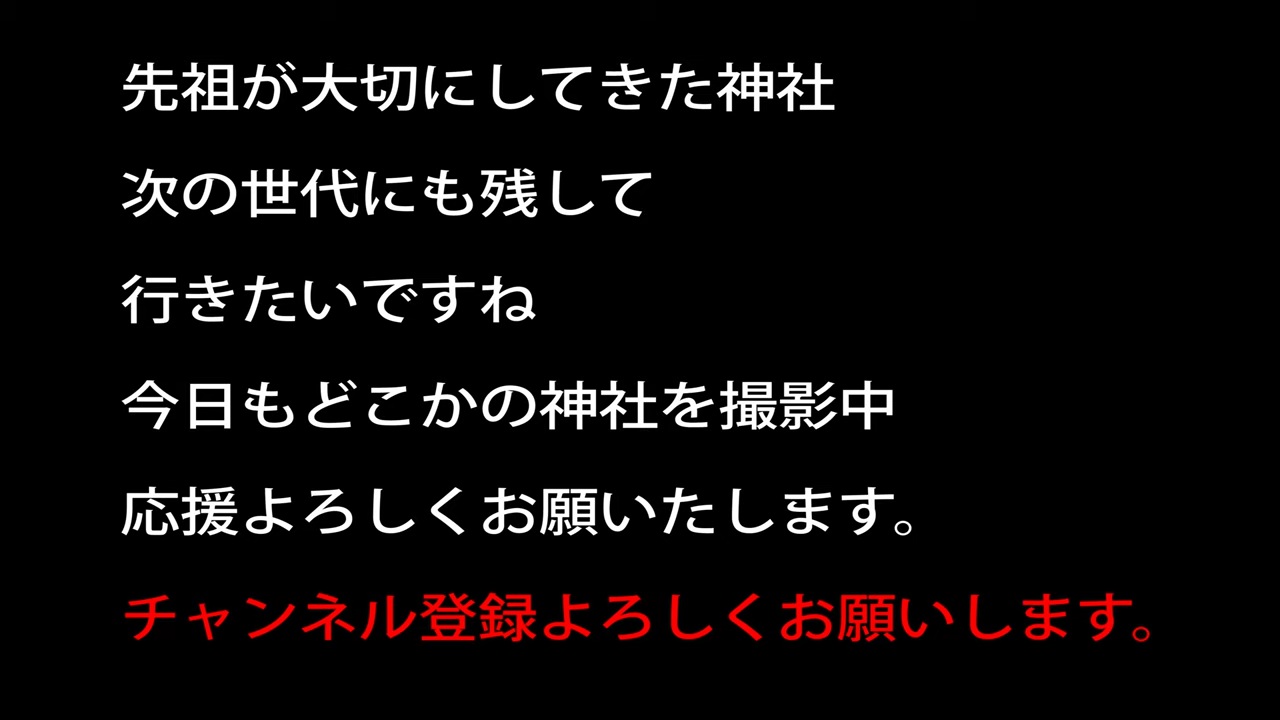 先祖が大切にしてきた神社
次の世代にも残して
行きたいですね
今日もどこかの神社を撮影中
応援よろしくお願いたします。
チャンネル登録よろしくお願いします。